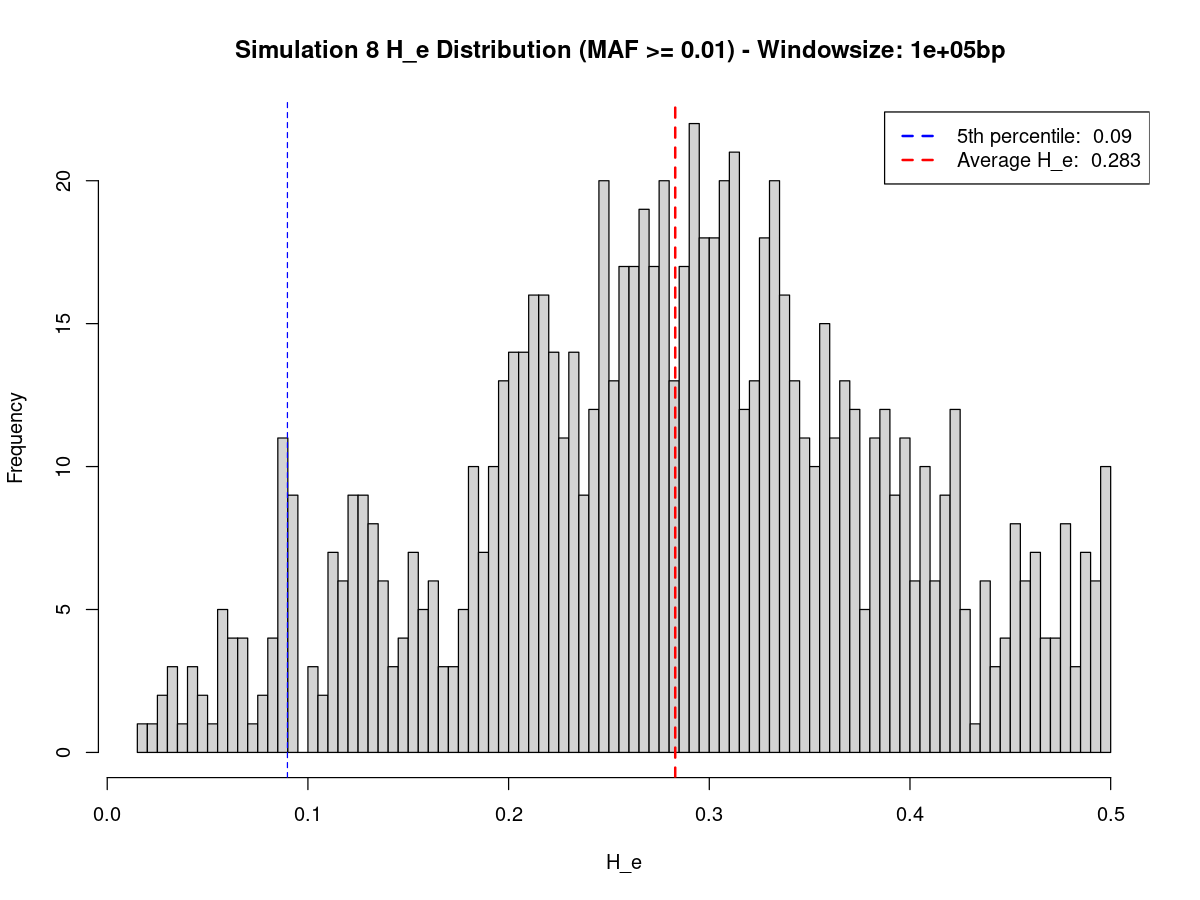 Simulation 8 H_e Distribution (MAF >= 0.01) - Windowsize: 1e+05bp
5th percentile: 0.09
Average H_e: 0.283
Frequency
20
15
10
5
0
0.0 0.1 0.2 0.3 0.4 0.5
H_e